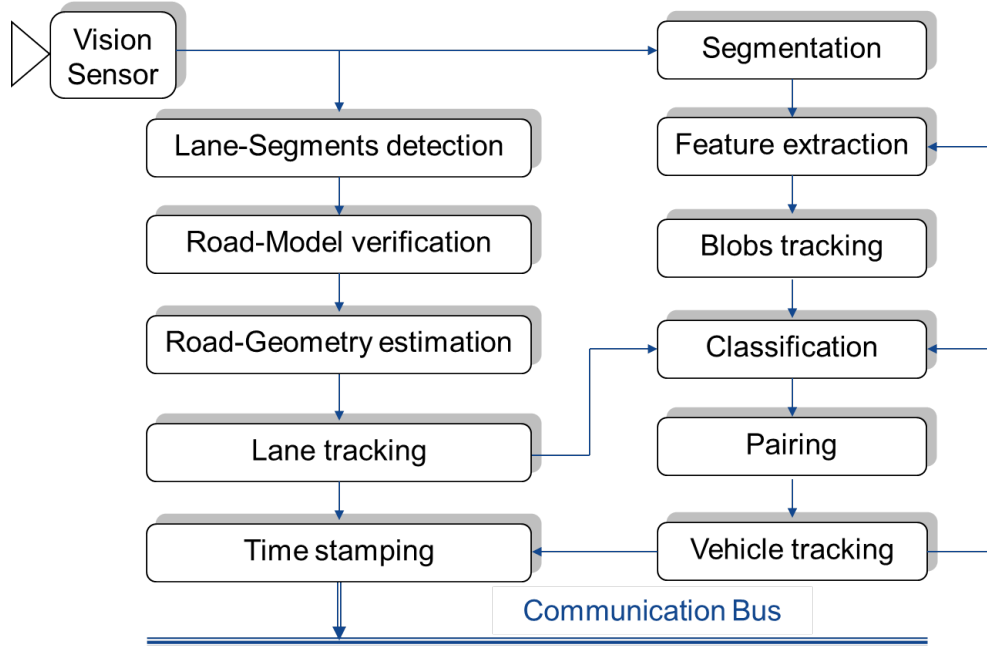 Vision
Sensor
Segmentation
Lane-Segments detection
Feature extraction
Road-Model verification
Blobs tracking
Road-Geometry estimation
Classification
Lane tracking
Pairing
Time stamping
Vehicle tracking
Communication Bus